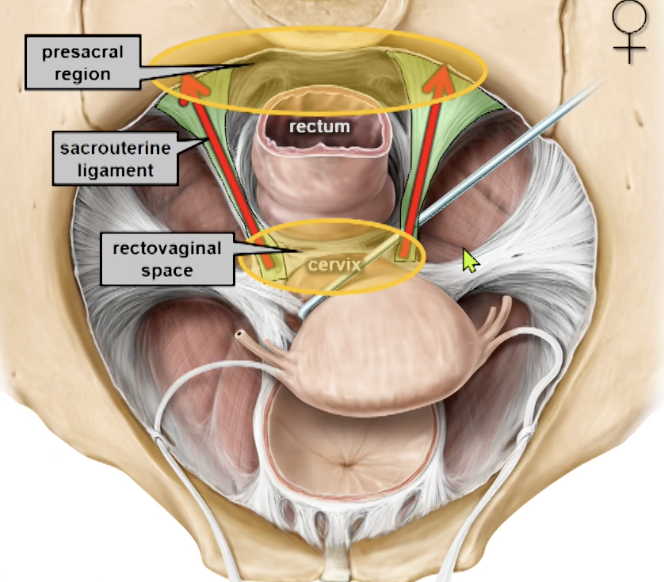 presacral
region
rectum
sacrouterine
ligament
rectovaginal
space
cervix